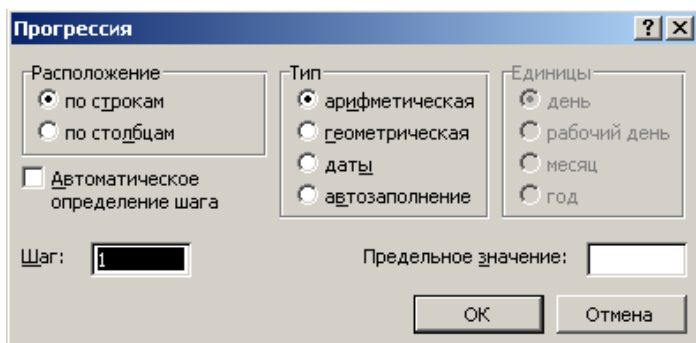 Прогрессия
Расположение
по строкам
по столбцам
Автоматическое
определение шага
Тип
арифметическая
геометрическая
даты
автозаполнение
Единицы
день
рабочий день
месяц
год
Шаг: 1
Предельное значение:
ОК
Отмена